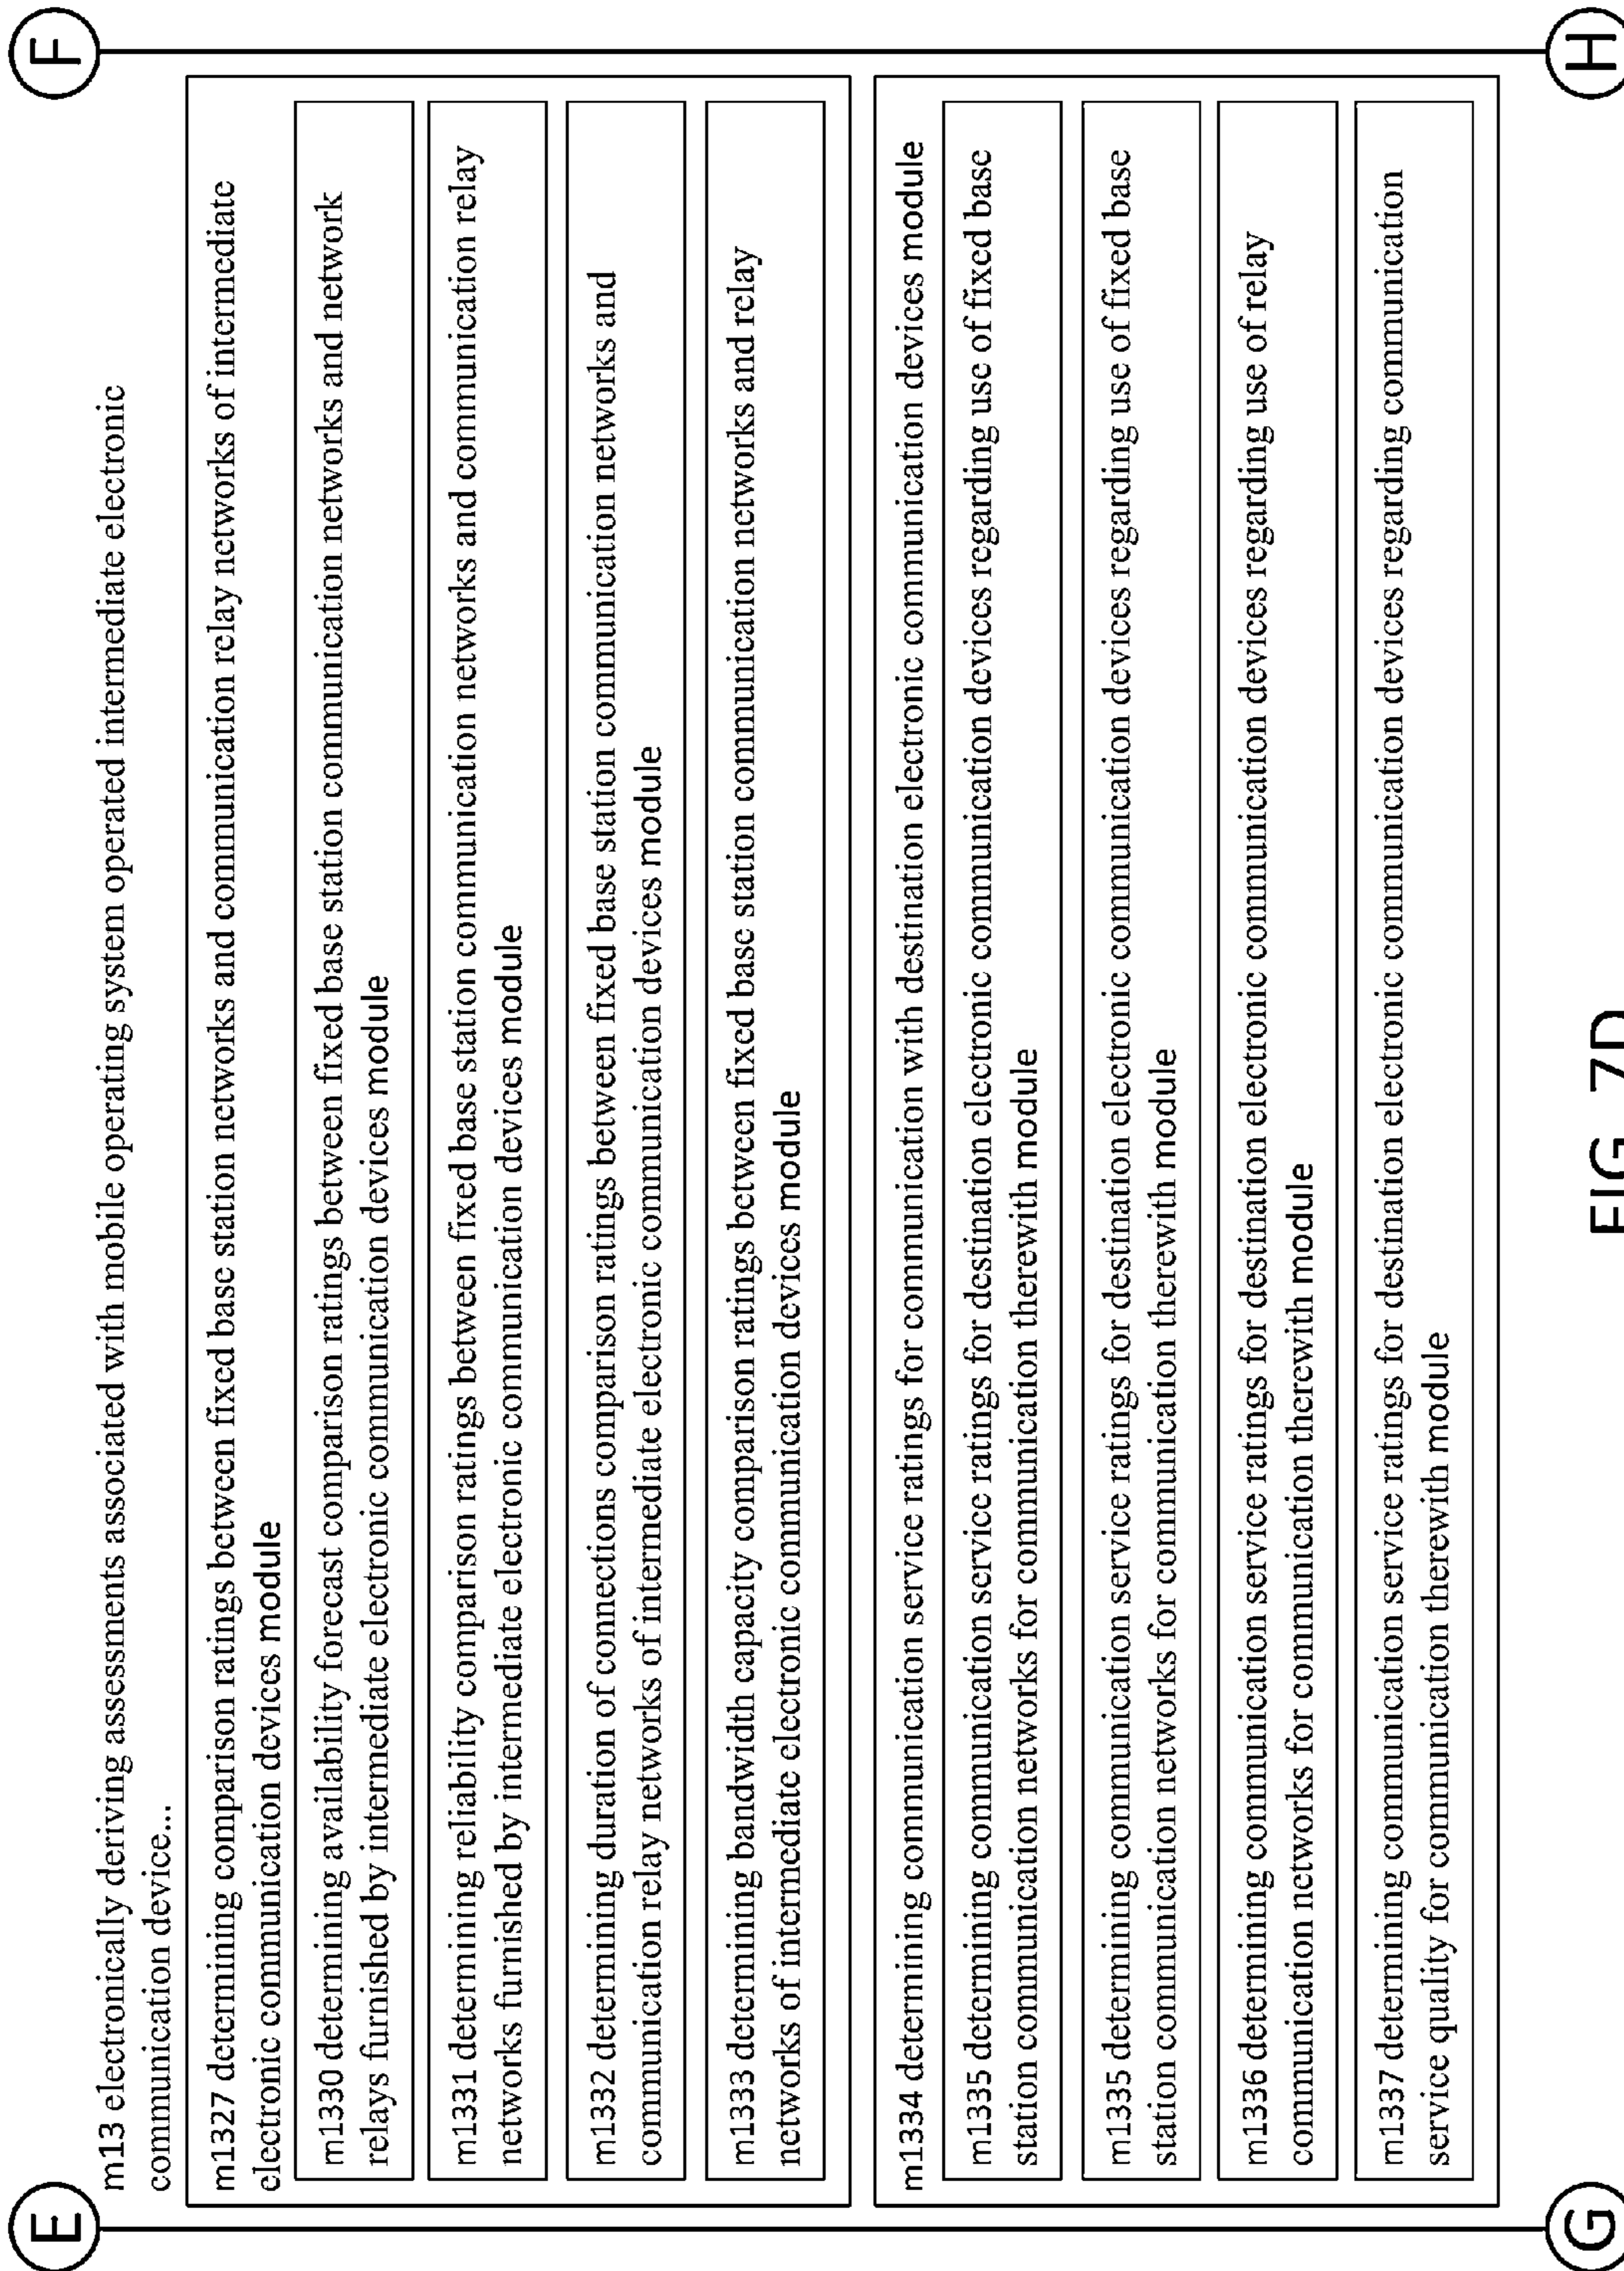 E
F
m13 electronically deriving assessments associated with mobile operating system operated intermediate electronic
communication device...
m1327 determining comparison ratings between fixed base station networks and communication relay networks of intermediate
electronic communication devices module
m1330 determining availability forecast comparison ratings between fixed base station communication networks and network
relays furnished by intermediate electronic communication devices module
m1331 determining reliability comparison ratings between fixed base station communication networks and communication relay
networks furnished by intermediate electronic communication devices module
m1332 determining duration of connections comparison ratings between fixed base station communication networks and
communication relay networks of intermediate electronic communication devices module
m1333 determining bandwidth capacity comparison ratings between fixed base station communication networks and relay
networks of intermediate electronic communication devices module
m1334 determining communication service ratings for communication with destination electronic communication devices module
m1335 determining communication service ratings for destination electronic communication devices regarding use of fixed base
station communication networks for communication therewith module
m1335 determining communication service ratings for destination electronic communication devices regarding use of fixed base
station communication networks for communication therewith module
m1336 determining communication service ratings for destination electronic communication devices regarding use of relay
communication networks for communication therewith module
m1337 determining communication service ratings for destination electronic communication devices regarding communication
service quality for communication therewith module
G
H
FIG. 7D